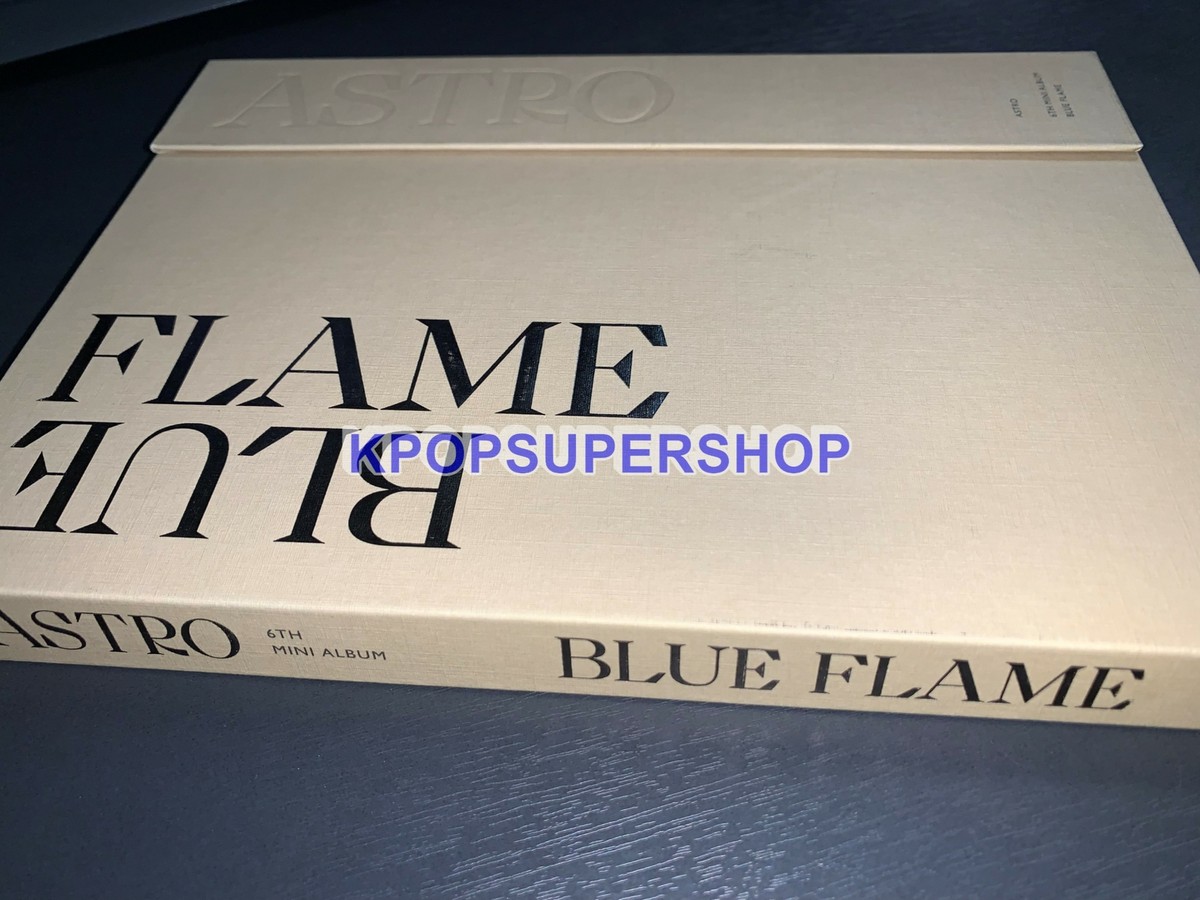 ASTRO
ASTRO
6TH MINI ALBUM
BLUE FLAME
FLAME
BLUE
KPOPSUPERSHOP
ASTRO
6TH
MINI ALBUM
BLUE FLAME